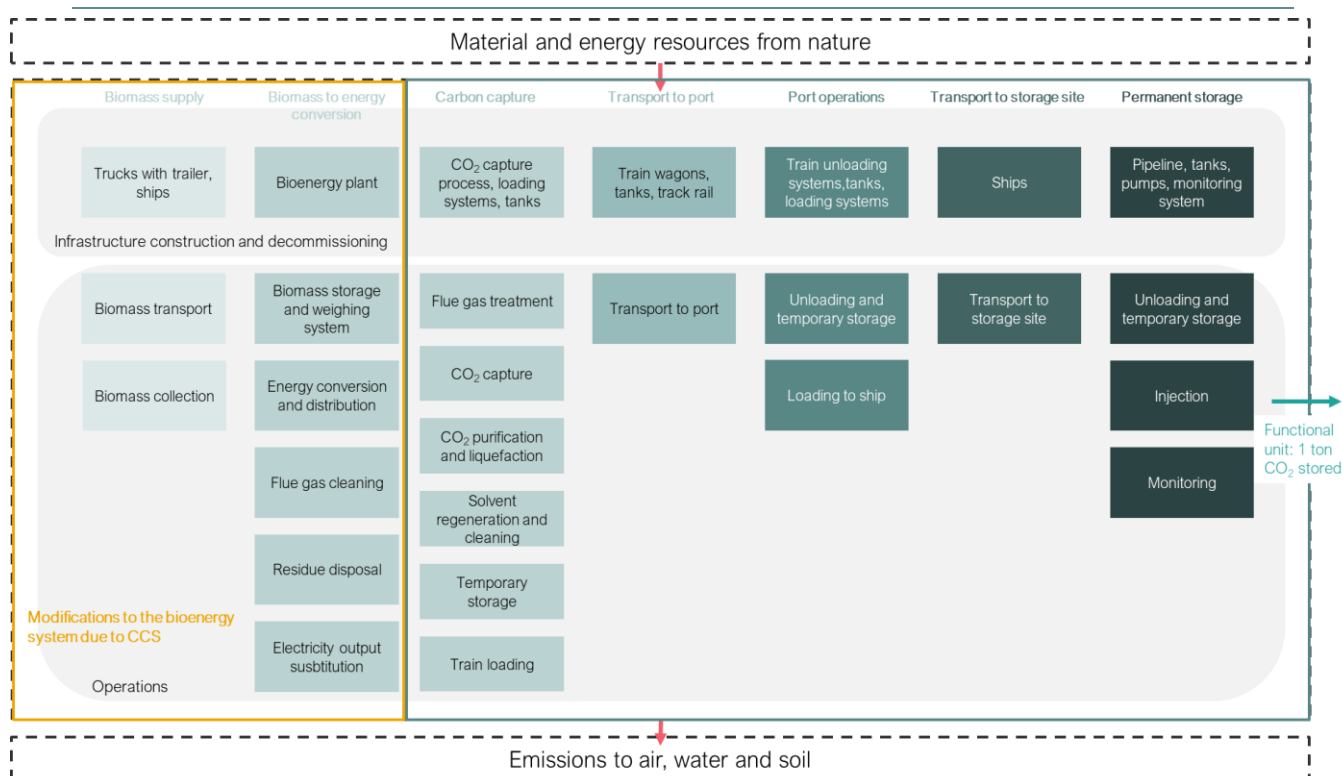 Material and energy resources from nature
Biomass supply
Biomass to energy
conversion
Carbon capture
Transport to port
Port operations
Transport to storage site
Permanent storage
Trucks with trailer,
ships
Bioenergy plant
CO₂ capture
process, loading
systems, tanks
Train wagons,
tanks, track rail
Train unloading
systems,tanks,
loading systems
Ships
Pipeline, tanks,
pumps, monitoring
system
Infrastructure construction and decommissioning
Biomass transport
Biomass storage
and weighing
system
Flue gas treatment
Transport to port
Unloading and
temporary storage
Transport to
storage site
Unloading and
temporary storage
Biomass collection
Energy conversion
and distribution
CO₂ capture
Loading to ship
Injection
Functional
unit: 1 ton
CO₂ stored
Flue gas cleaning
CO₂ purification
and liquefaction
Monitoring
Solvent
regeneration and
cleaning
Residue disposal
Temporary
storage
Modifications to the bioenergy
system due to CCS
Electricity output
susbtitution
Train loading
Operations
Emissions to air, water and soil